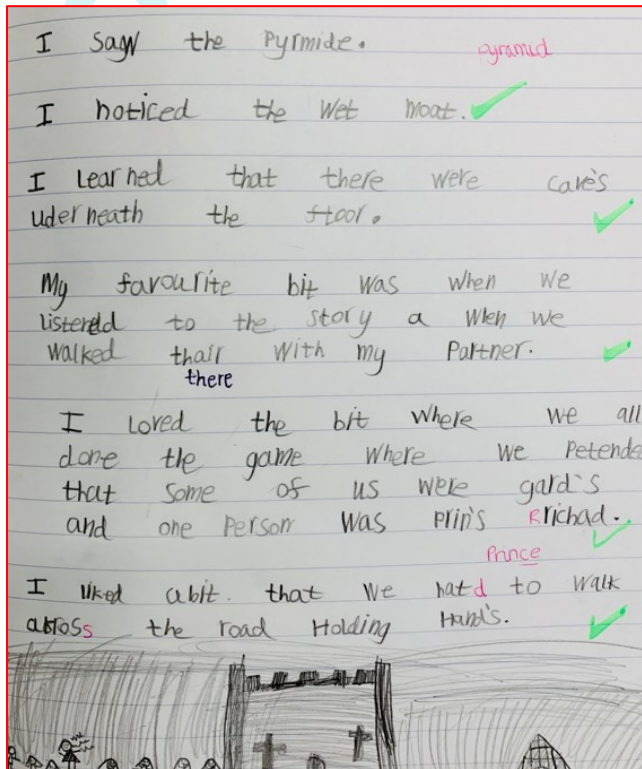 I saw the Pyrmide.
pyramid
I noticed the wet moat.
I learned that there were cave's
uderneath the floor.
My favourite bit was when we
listend to the story a when we
walked thair with my Partner.
there
I Loved the bit where we all
done the game where we Petende
that some of us were gard's
and one Person was Prin's Rrichad.
Prince
I liked abit. that we hatd to walk
abross the road Holding Hand's.